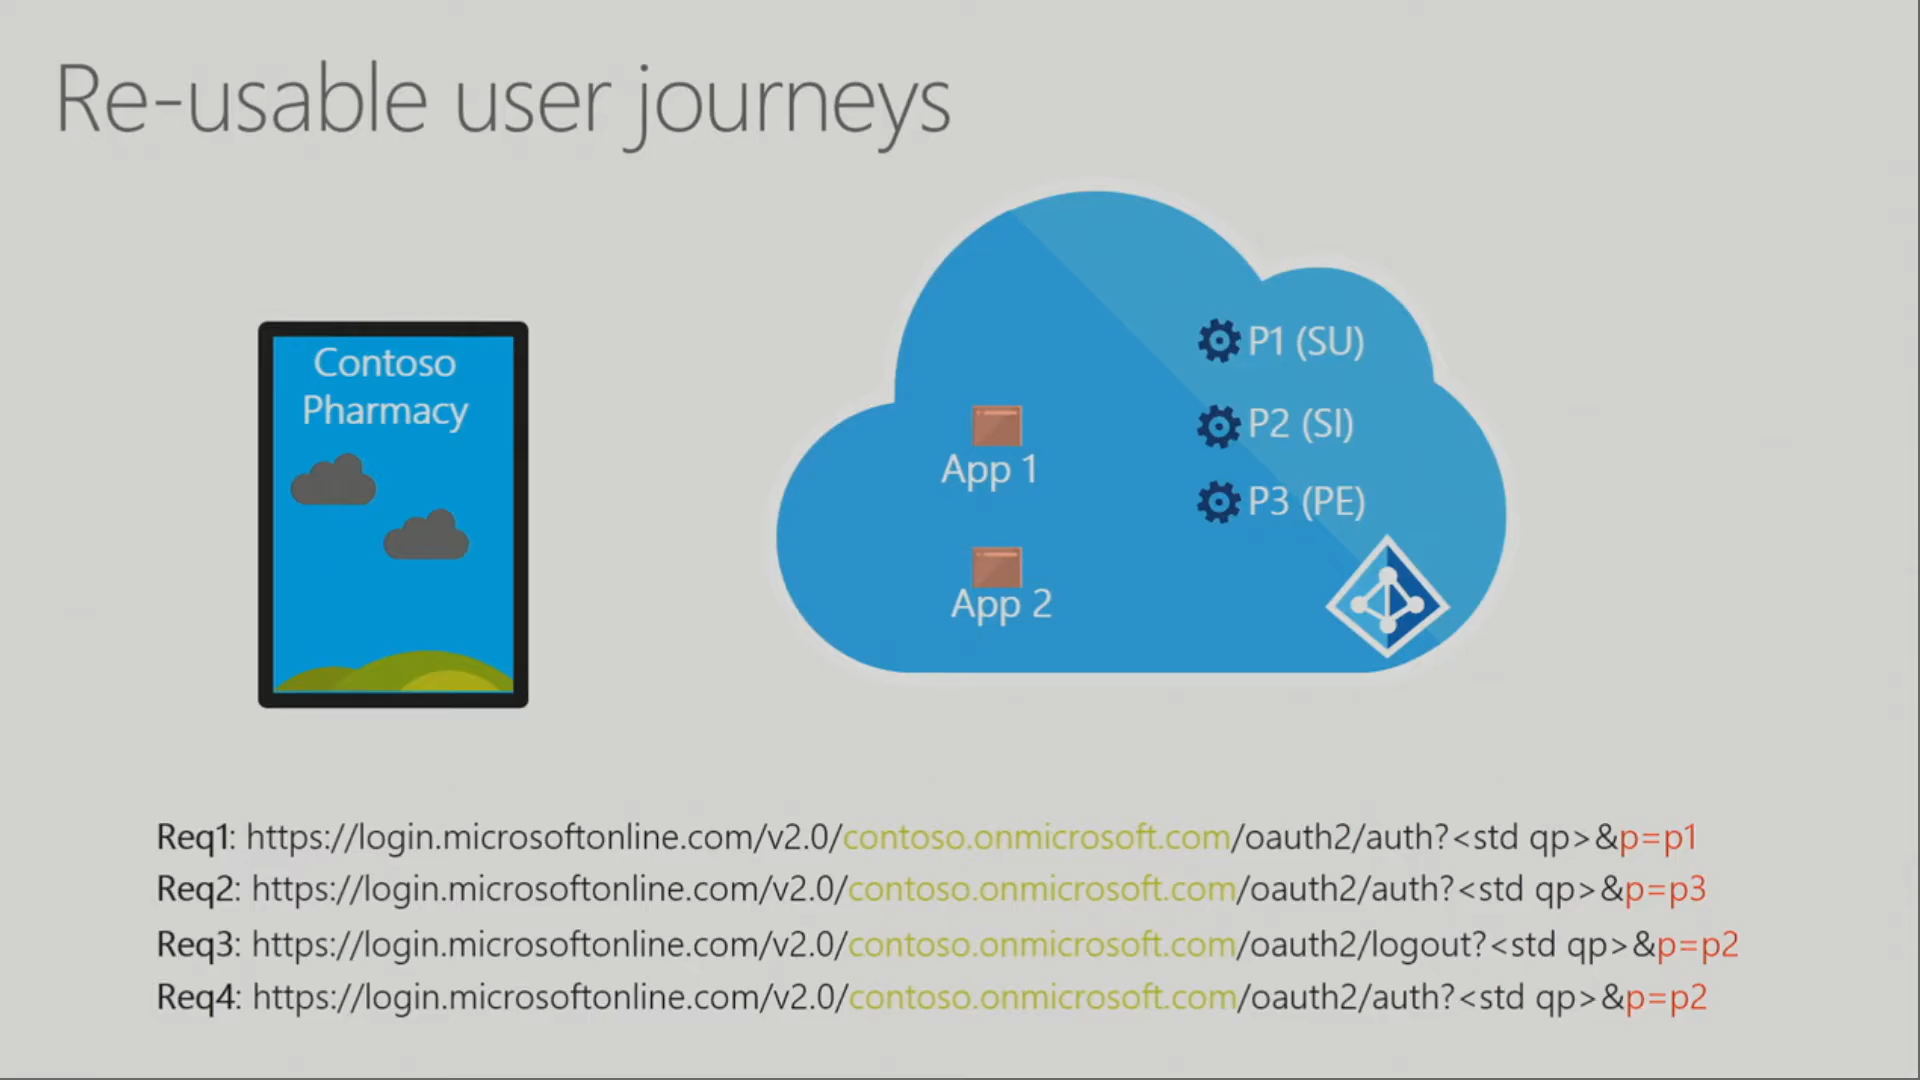 Re-usable user journeys
Contoso
Pharmacy
P1 (SU)
P2 (SI)
P3 (PE)
App 1
App 2
Req1: https://login.microsoftonline.com/v2.0/contoso.onmicrosoft.com/oauth2/auth?<std qp>&p=p1
Req2: https://login.microsoftonline.com/v2.0/contoso.onmicrosoft.com/oauth2/auth?<std qp>&p=p3
Req3: https://login.microsoftonline.com/v2.0/contoso.onmicrosoft.com/oauth2/logout?<std qp>&p=p2
Req4: https://login.microsoftonline.com/v2.0/contoso.onmicrosoft.com/oauth2/auth?<std qp>&p=p2